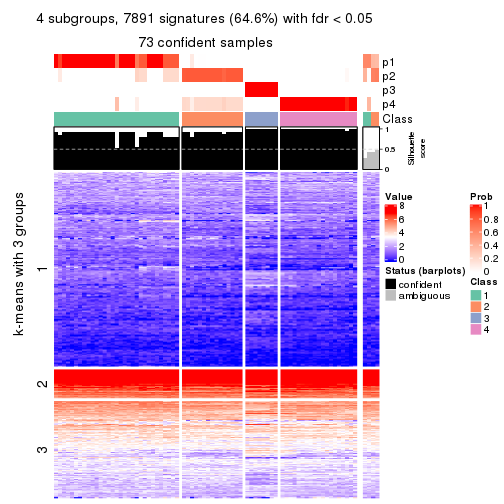 4 subgroups, 7891 signatures (64.6%) with fdr < 0.05
73 confident samples
p1
p2
p3
p4
Class
1
0.5
0
Silhouette
score
k-means with 3 groups
1
2
3
Value
8
6
4
2
0
Status (barplots)
confident
ambiguous
Prob
1
0.8
0.6
0.4
0.2
0
Class
1
2
3
4